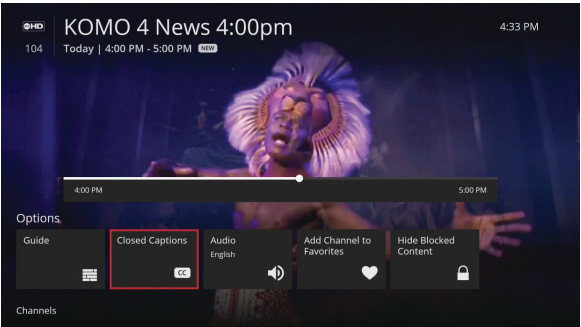 HD
KOMO 4 News 4:00pm
4:33 PM
104
Today | 4:00 PM - 5:00 PM NEW
4:00 PM
5:00 PM
Options
Guide
Closed Captions
CC
Audio
English
Add Channel to
Favorites
Hide Blocked
Content
Channels